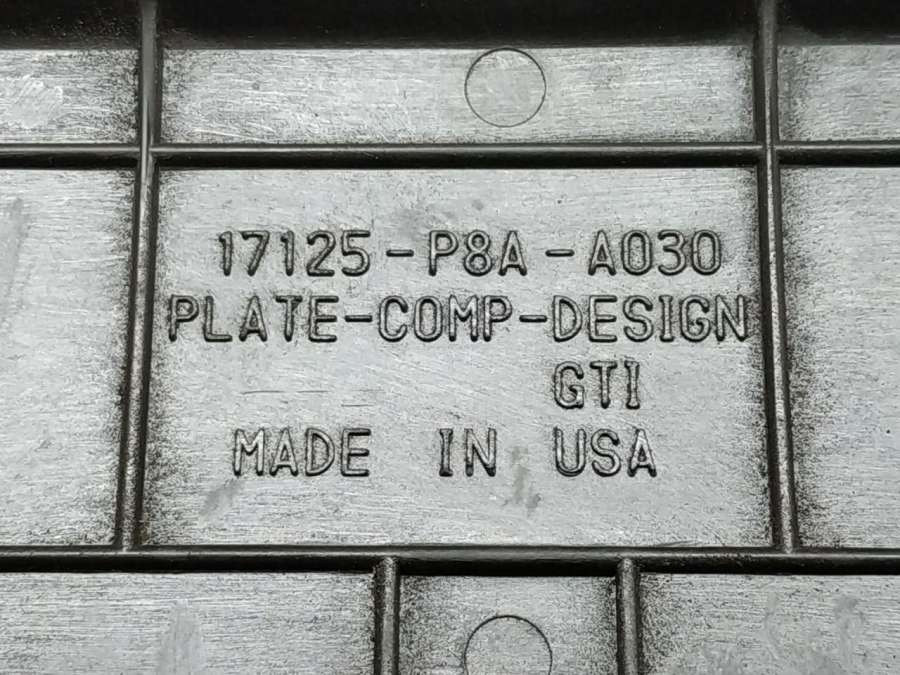 17125-P8A-A030
PLATE-COMP-DESIGN
GTI
MADE IN USA